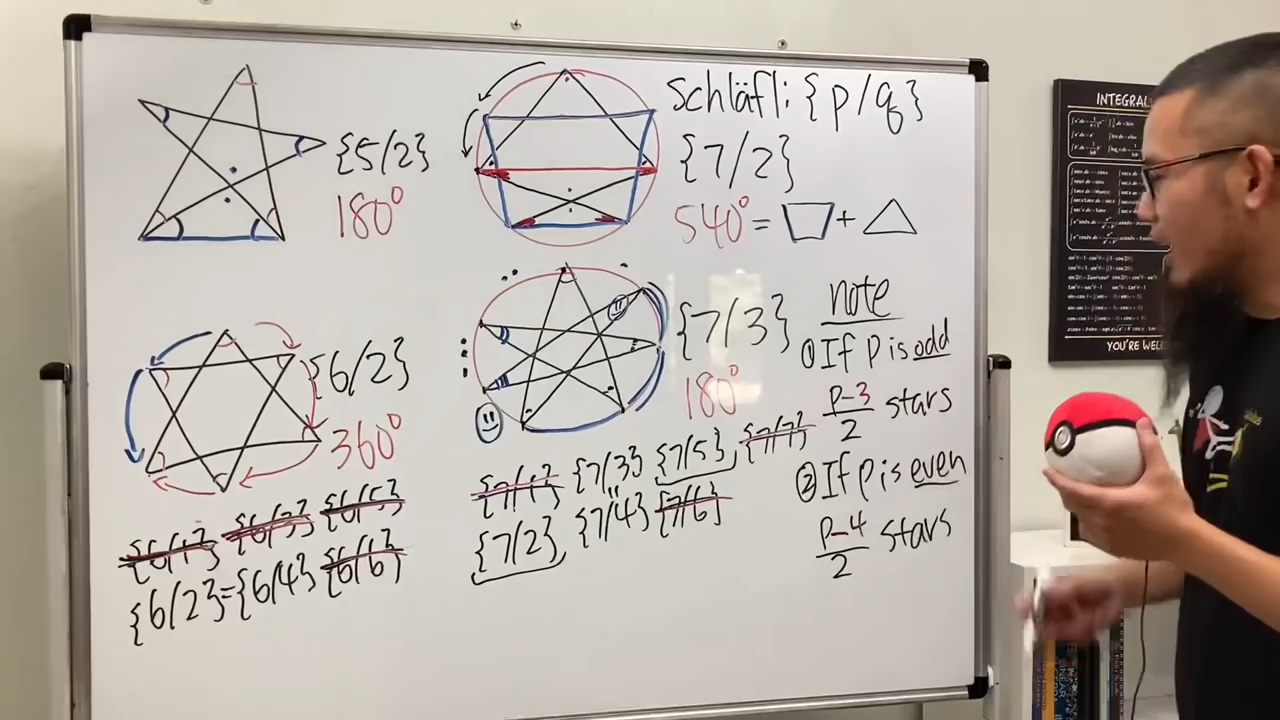 {5/2}
180°
Schläfli: {p/q}
{7/2}
540° =
+
{6/2}
360°
{6/1}
{6/3}
{6/5}
{6/2}={6/4}
{6/6}
{7/3}
180°
{7/1}
{7/3}
{7/5},
{7/7}
{7/2},
=
{7/4}
{7/6}
note
① If p is odd
p-3
2
stars
② If p is even
p-4
2
stars
INTEGRAL
YOU'RE WEL